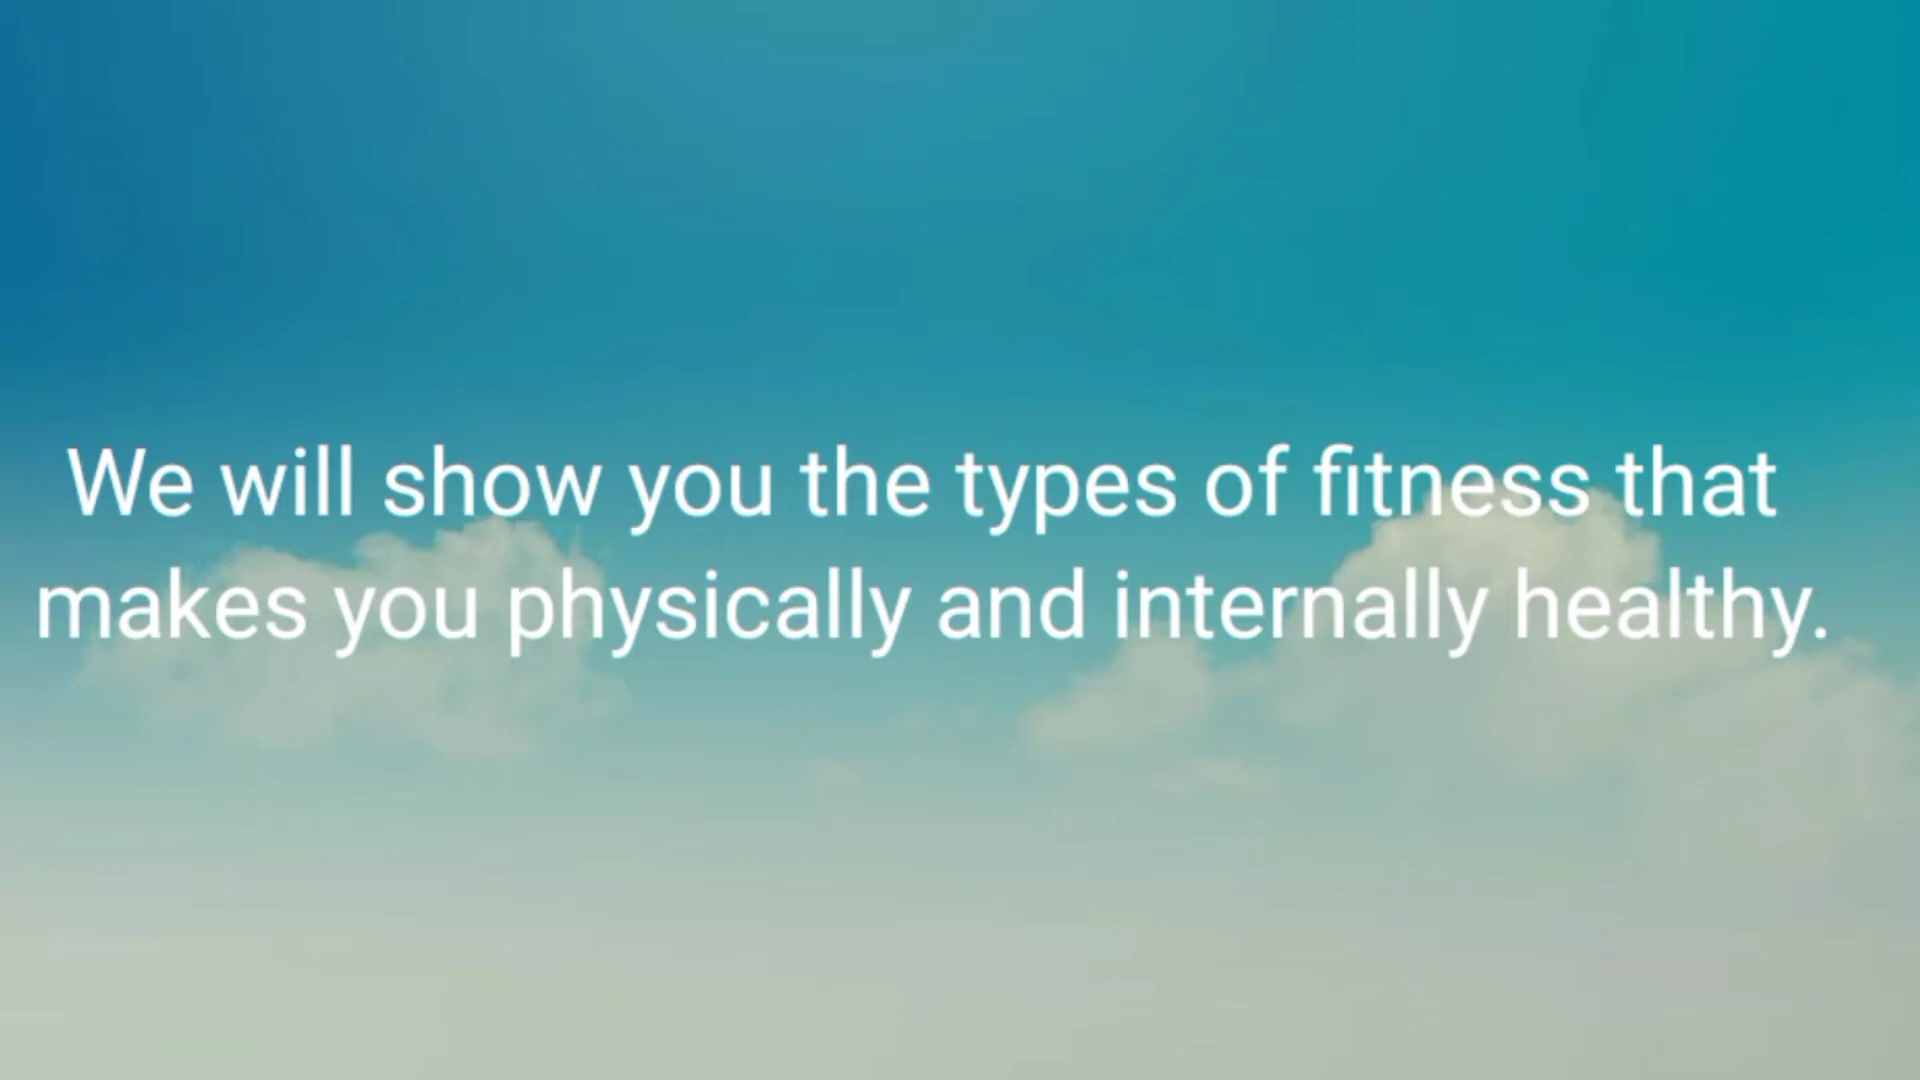 We will show you the types of fitness that
makes you physically and internally healthy.